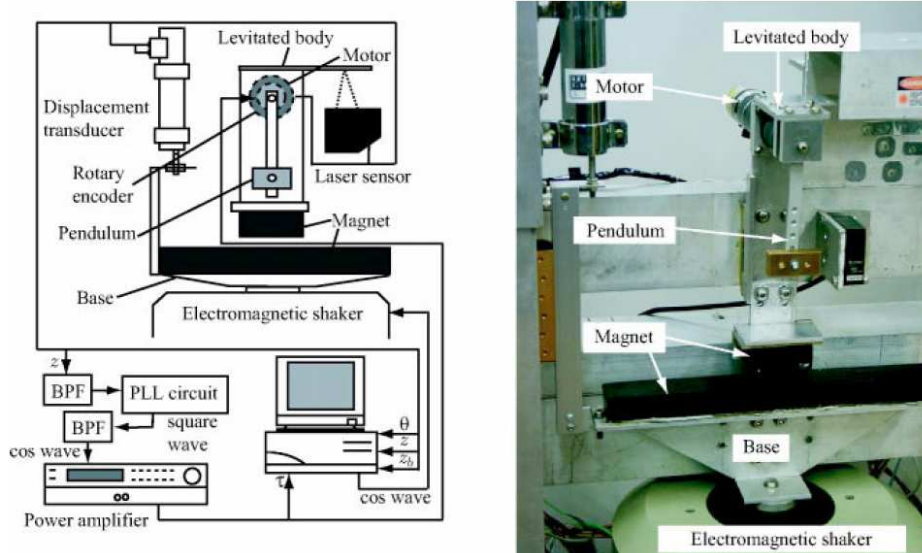 Levitated body
Motor
Displacement
transducer
Rotary
encoder
Laser sensor
Pendulum
Magnet
Base
Electromagnetic shaker
z
BPF
PLL circuit
BPF
square
wave
cos wave
θ
z
z_b
τ
cos wave
Power amplifier
Levitated body
Motor
Pendulum
Magnet
Base
Electromagnetic shaker